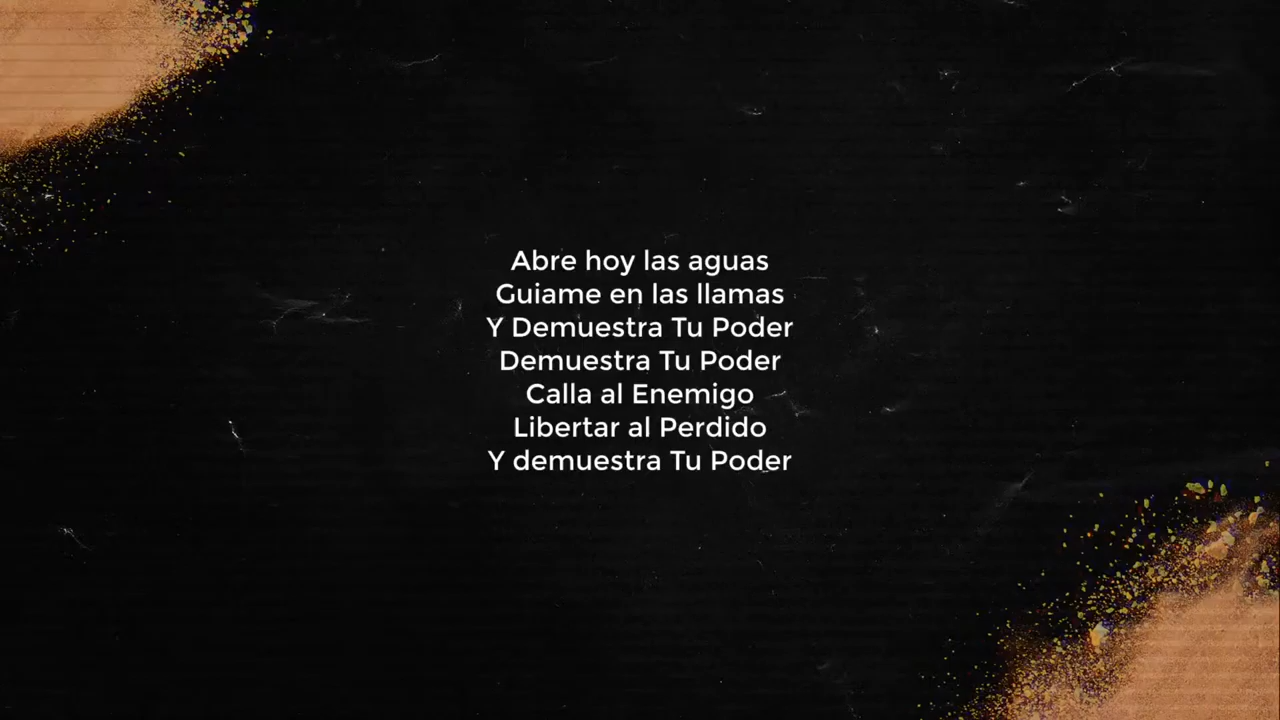 Abre hoy las aguas
Guiame en las llamas
Y Demuestra Tu Poder
Demuestra Tu Poder
Calla al Enemigo
Libertar al Perdido
Y demuestra Tu Poder